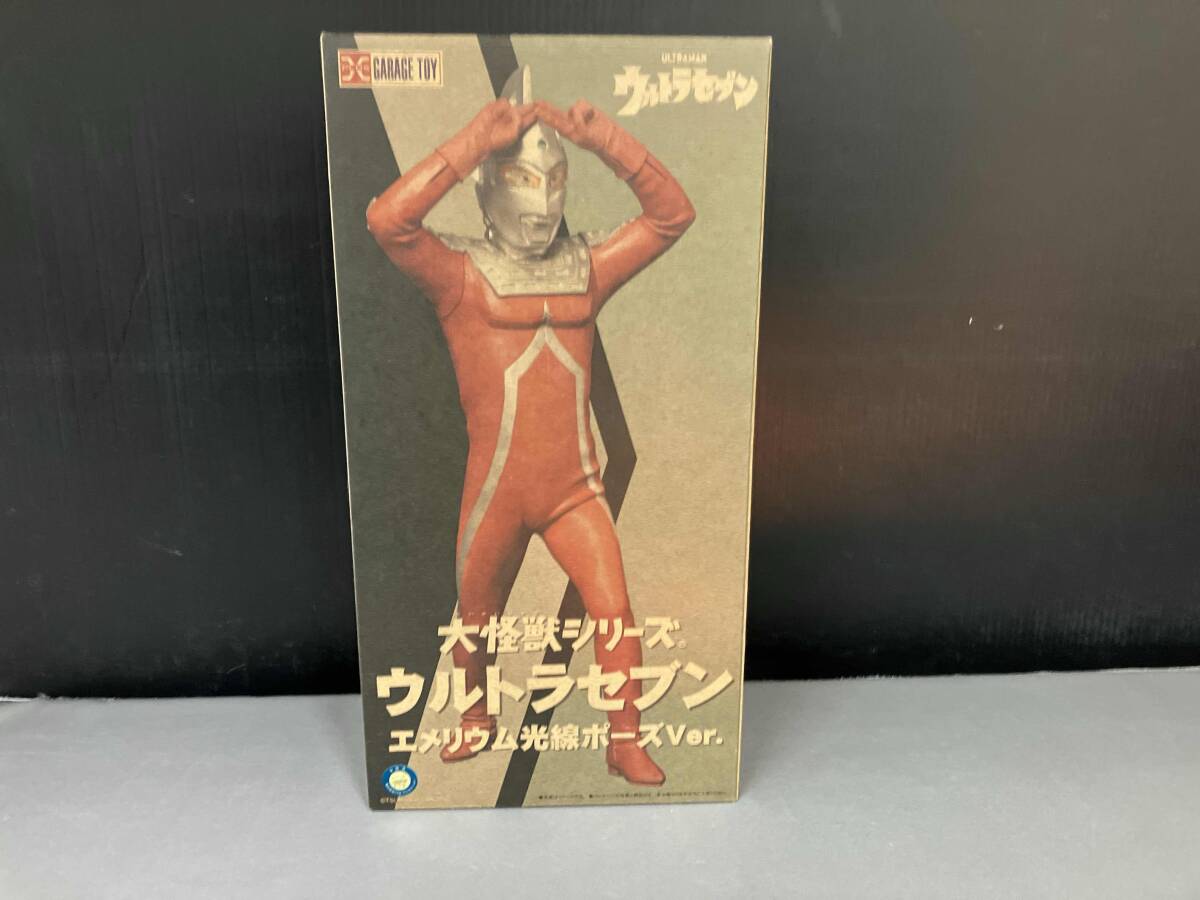 GARAGE TOY
ULTRAMAN
ウルトラセブン
大怪獣シリーズ®
ウルトラセブン
エメリウム光線ポーズVer.